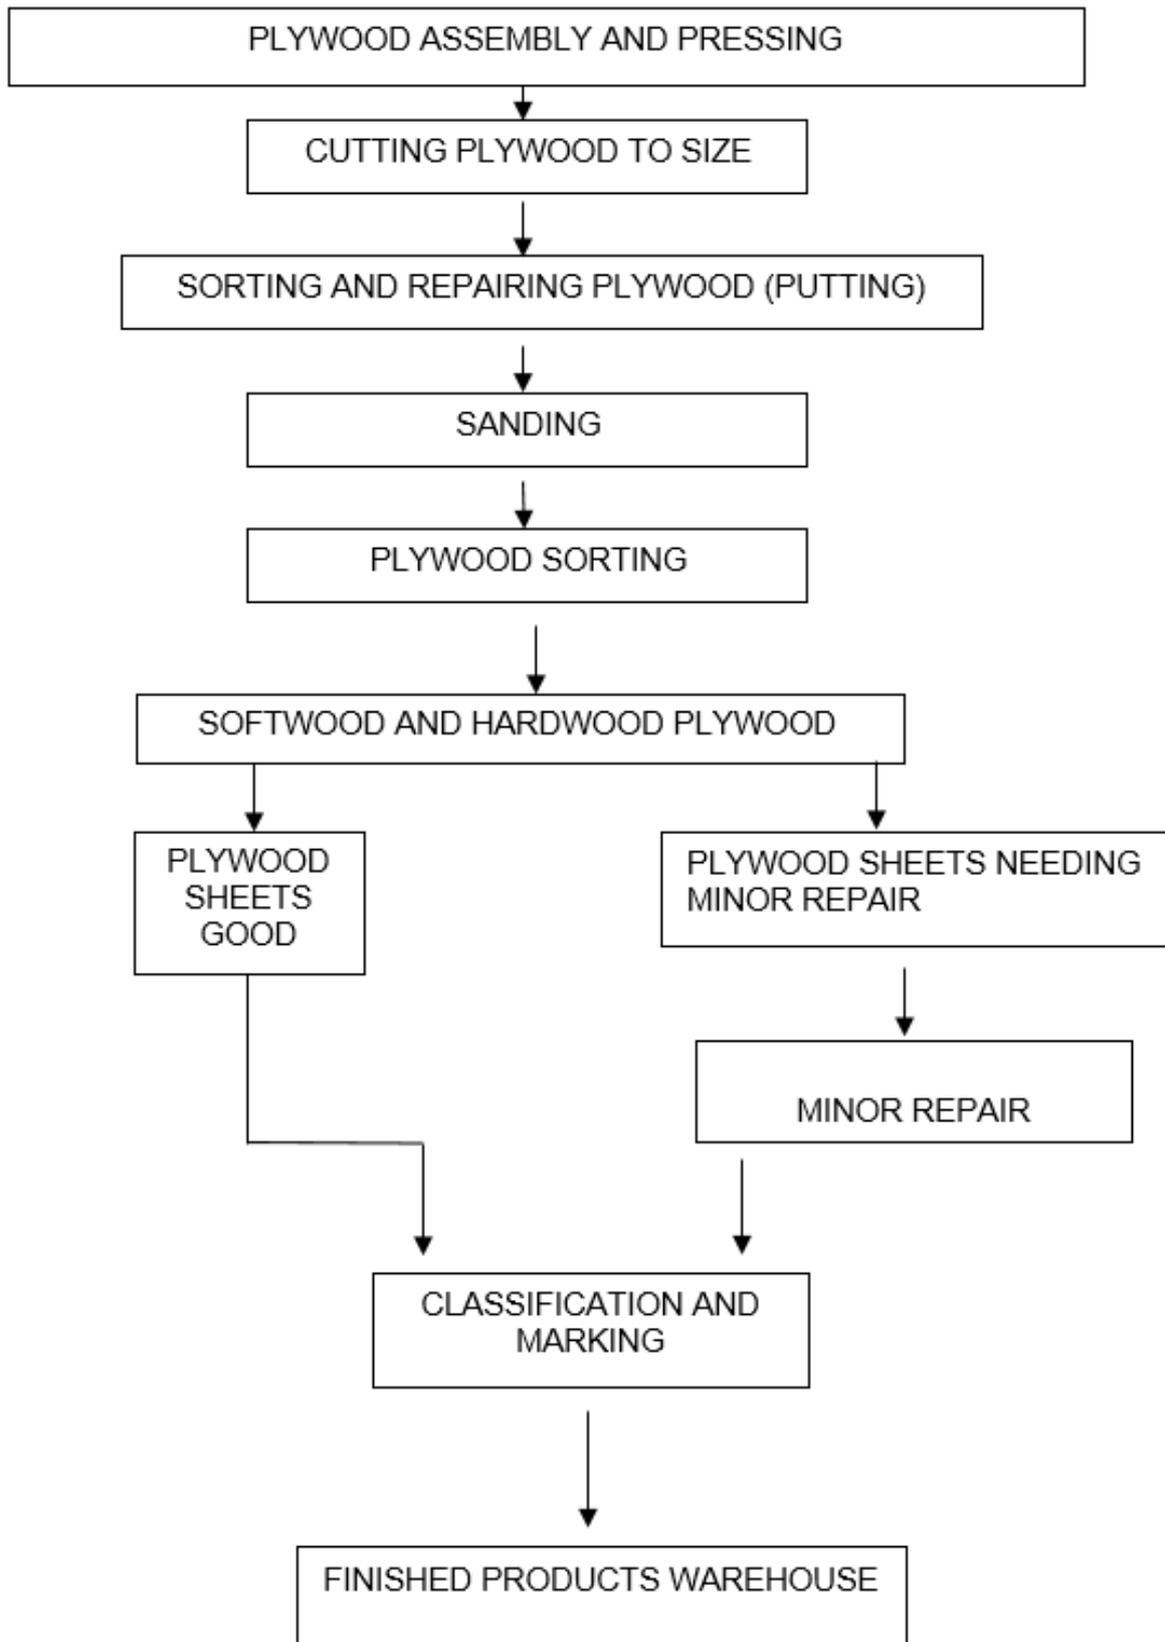 PLYWOOD ASSEMBLY AND PRESSING
CUTTING PLYWOOD TO SIZE
SORTING AND REPAIRING PLYWOOD (PUTTING)
SANDING
PLYWOOD SORTING
SOFTWOOD AND HARDWOOD PLYWOOD
PLYWOOD
SHEETS
GOOD
PLYWOOD SHEETS NEEDING
MINOR REPAIR
MINOR REPAIR
CLASSIFICATION AND
MARKING
FINISHED PRODUCTS WAREHOUSE